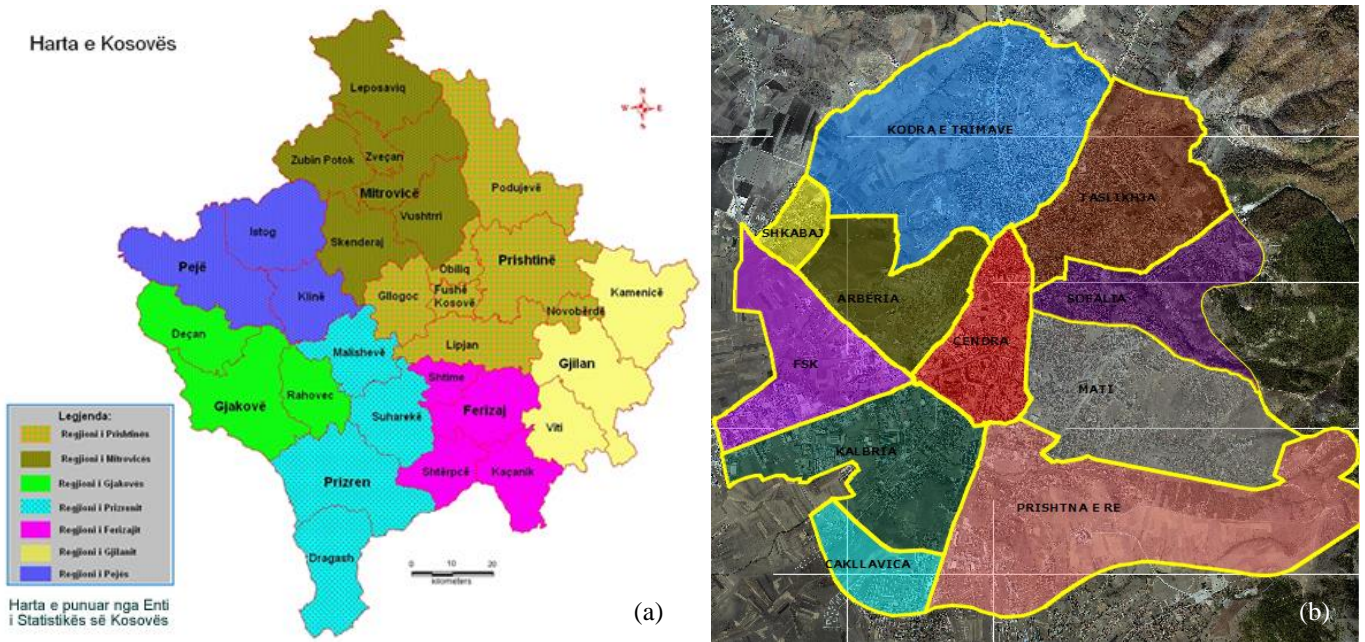 Harta e Kosovës
N
W E
S
Leposaviq
Zubin Potok
Zveçan
Mitrovicë
Vushtrri
Skenderaj
Podujevë
Istog
Pejë
Klinë
Obiliq
Prishtinë
Gllogoc
Fushë
Kosovë
Novobërdë
Kamenicë
Lipjan
Deçan
Malishevë
Gjakovë
Rahovec
Suharekë
Shtime
Ferizaj
Gjilan
Viti
Shtërpcë
Kaçanik
Prizren
Dragash
Legjenda:
Regjioni i Prishtinës
Regjioni i Mitrovicës
Regjioni i Gjakovës
Regjioni i Prizrenit
Regjioni i Ferizajit
Regjioni i Gjilanit
Regjioni i Pejës
0 10 20
kilometers
Harta e punuar nga Enti
i Statistikës së Kosovës
(a)
KODRA E TRIMAVE
TASLIXHJA
SHKABAJ
ARBËRIA
SOFALIA
FSK
CENDRA
MATI
KALBRIA
PRISHTNA E RE
CAKLLAVICA
(b)